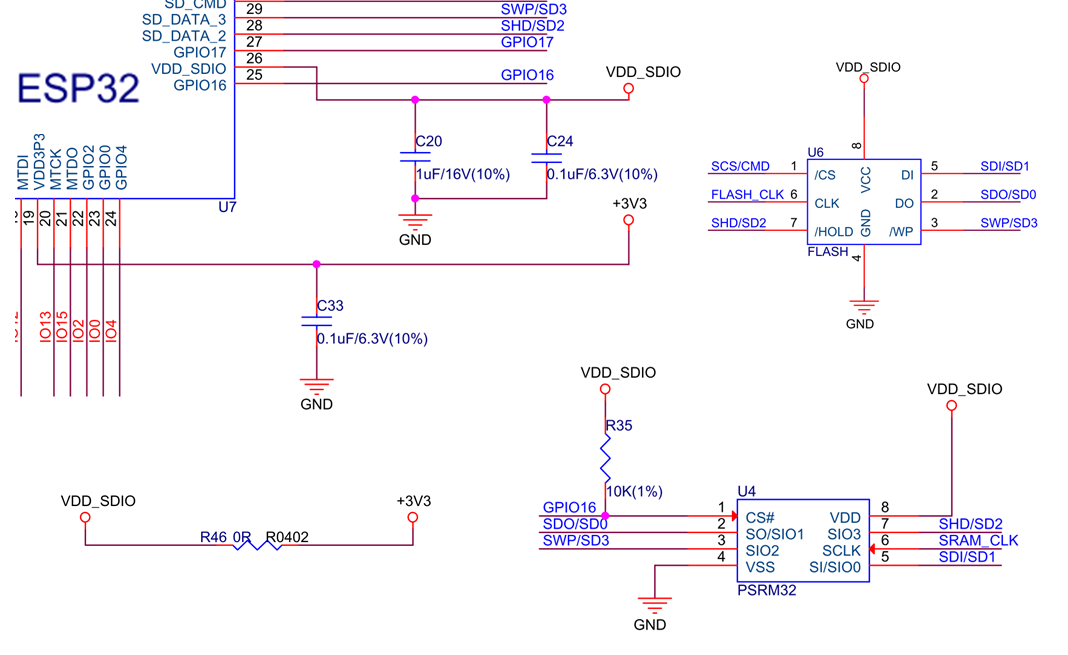 SD_CMD
29
SWP/SD3
SD_DATA_3
28
SHD/SD2
SD_DATA_2
27
GPIO17
GPIO17
26
VDD_SDIO
25
GPIO16
GPIO16
ESP32
VDD_SDIO
C20
1uF/16V(10%)
C24
0.1uF/6.3V(10%)
GND
MTDI
VDD3P3
MTCK
MTDO
GPIO2
GPIO0
GPIO4
U7
19
20
21
22
23
24
+3V3
C33
0.1uF/6.3V(10%)
GND
IO13
IO15
IO2
IO0
IO4
VDD_SDIO
8
U6
SCS/CMD 1 /CS
FLASH_CLK 6 CLK
SHD/SD2 7 /HOLD
VCC
GND
DI 5 SDI/SD1
DO 2 SDO/SD0
/WP 3 SWP/SD3
FLASH
4
GND
VDD_SDIO
R46 0R R0402
+3V3
VDD_SDIO
R35
10K(1%)
VDD_SDIO
U4
GPIO16 1 CS#
SDO/SD0 2 SO/SIO1
SWP/SD3 3 SIO2
4 VSS
VDD 8
SIO3 7 SHD/SD2
SCLK 6 SRAM_CLK
SI/SIO0 5 SDI/SD1
PSRM32
GND